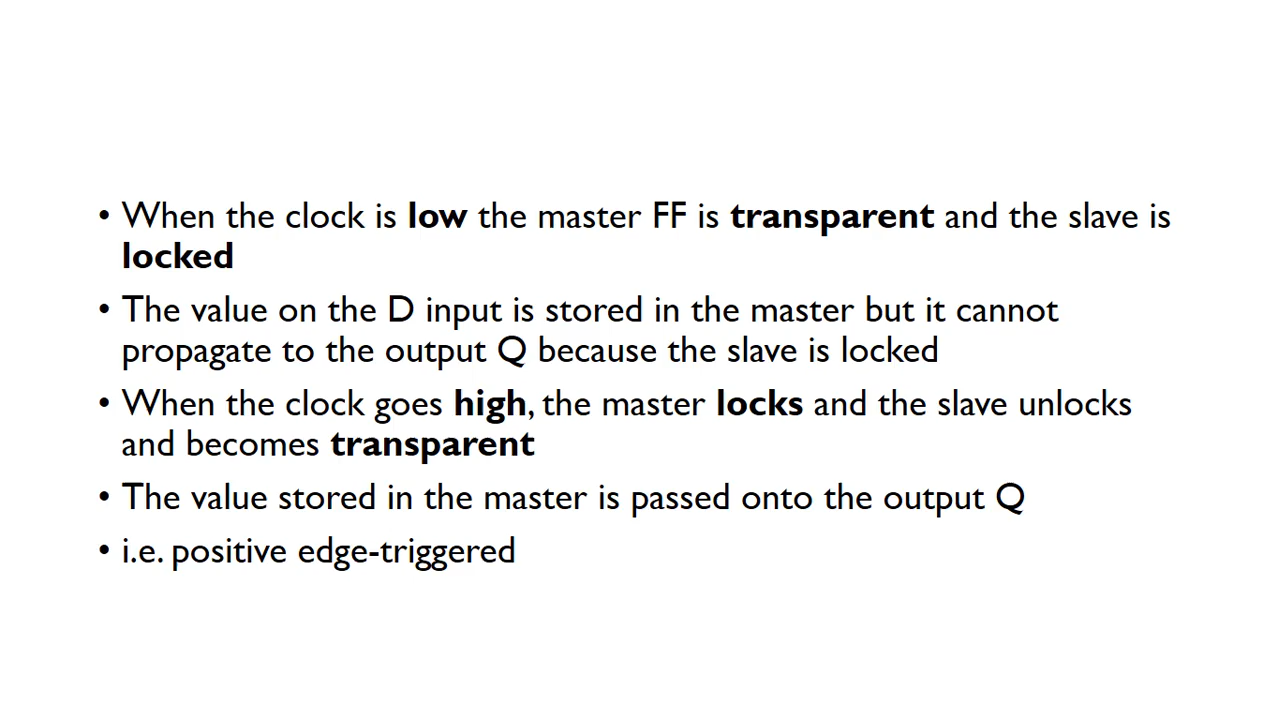 • When the clock is low the master FF is transparent and the slave is
locked
• The value on the D input is stored in the master but it cannot
propagate to the output Q because the slave is locked
• When the clock goes high, the master locks and the slave unlocks
and becomes transparent
• The value stored in the master is passed onto the output Q
• i.e. positive edge-triggered